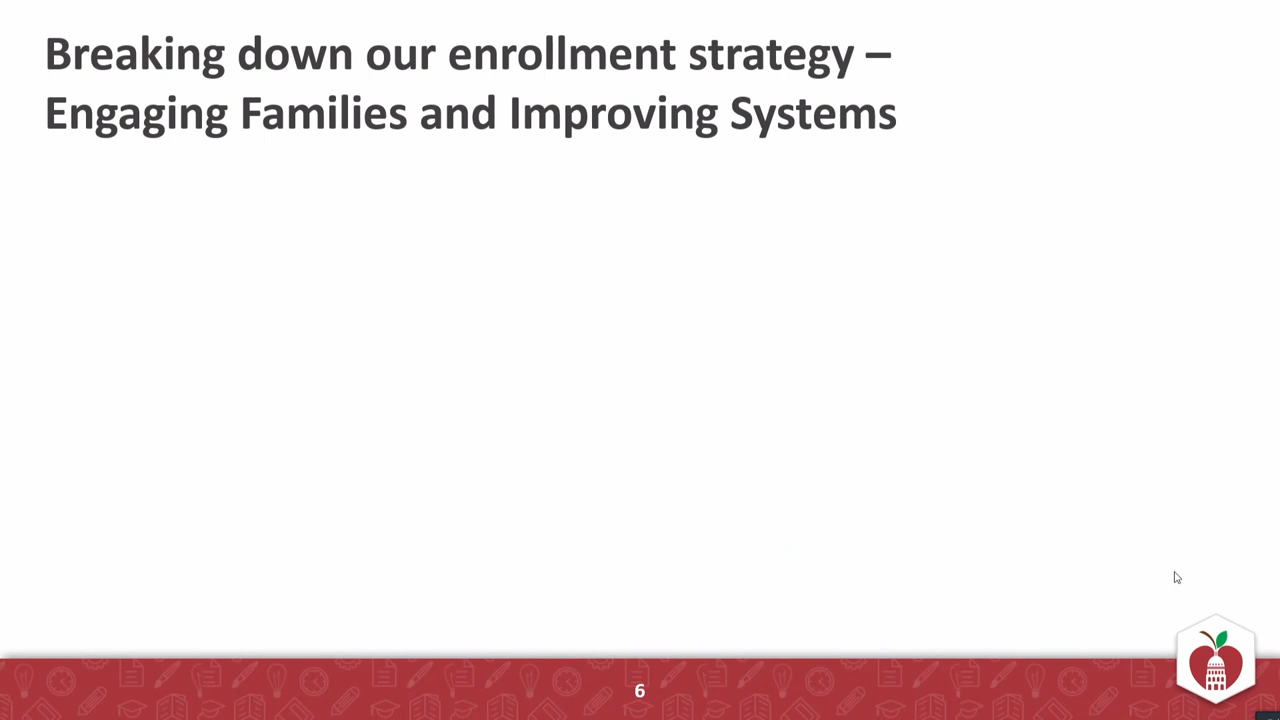 Breaking down our enrollment strategy –
Engaging Families and Improving Systems
6